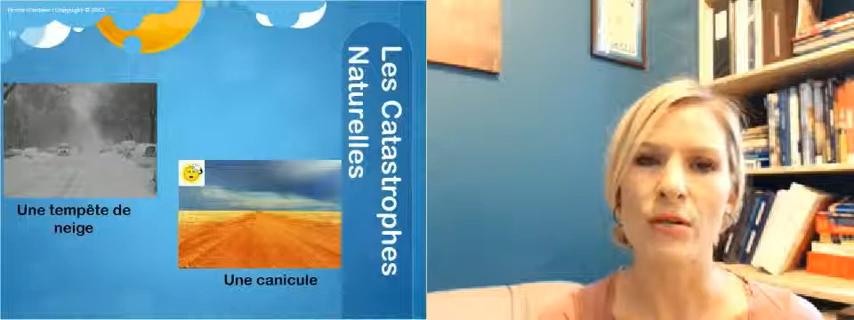 Les Catastrophes
Naturelles
Une tempête de
neige
Une canicule